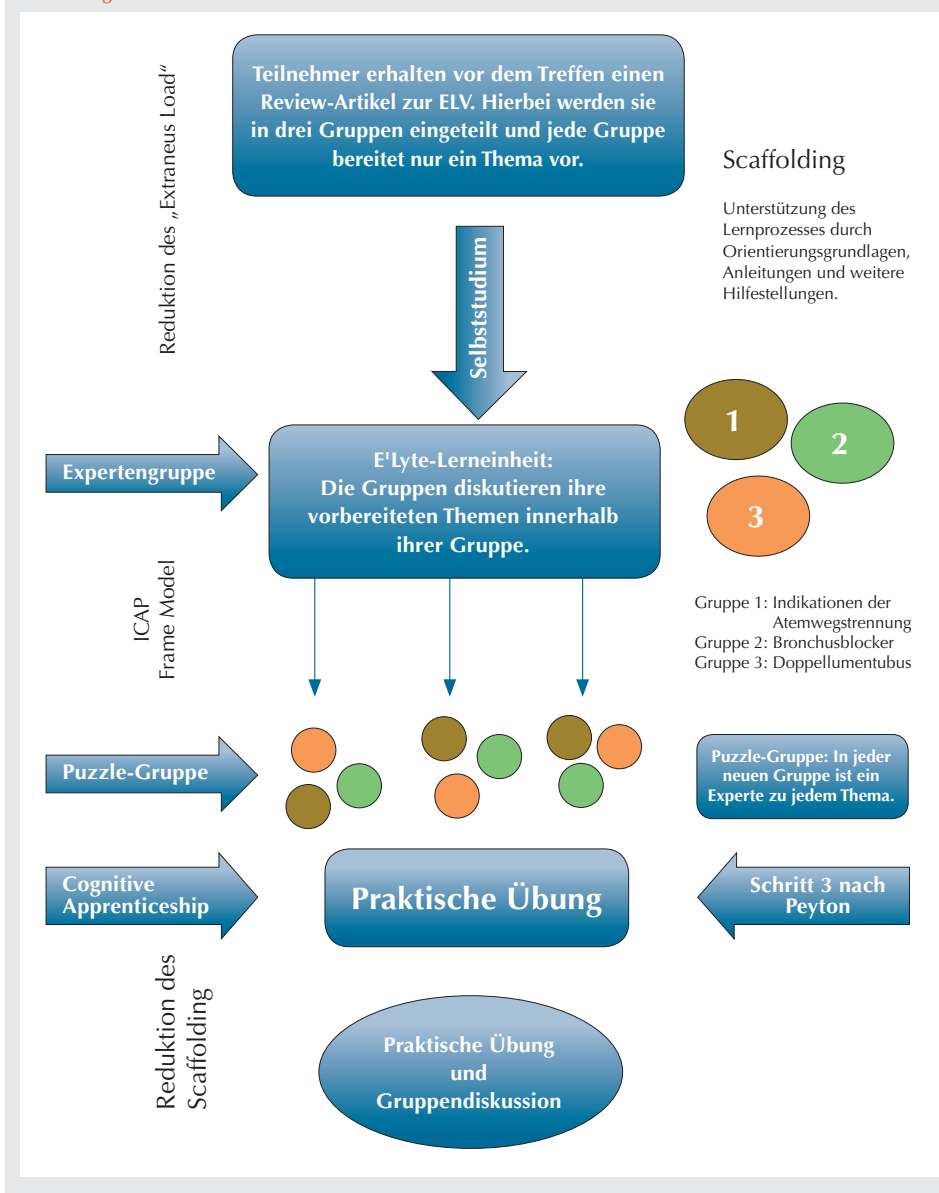 Teilnehmer erhalten vor dem Treffen einen
Review-Artikel zur ELV. Hierbei werden sie
in drei Gruppen eingeteilt und jede Gruppe
bereitet nur ein Thema vor.
Reduktion des „Extraneus Load"
Scaffolding
Unterstützung des
Lernprozesses durch
Orientierungsgrundlagen,
Anleitungen und weitere
Hilfestellungen.
Selbststudium
1
2
3
Expertengruppe
E'Lyte-Lerneinheit:
Die Gruppen diskutieren ihre
vorbereiteten Themen innerhalb
ihrer Gruppe.
ICAP
Frame Model
Gruppe 1: Indikationen der
Atemwegstrennung
Gruppe 2: Bronchusblocker
Gruppe 3: Doppellumentubus
Puzzle-Gruppe
Puzzle-Gruppe: In jeder
neuen Gruppe ist ein
Experte zu jedem Thema.
Cognitive
Apprenticeship
Praktische Übung
Schritt 3 nach
Peyton
Reduktion des
Scaffolding
Praktische Übung
und
Gruppendiskussion